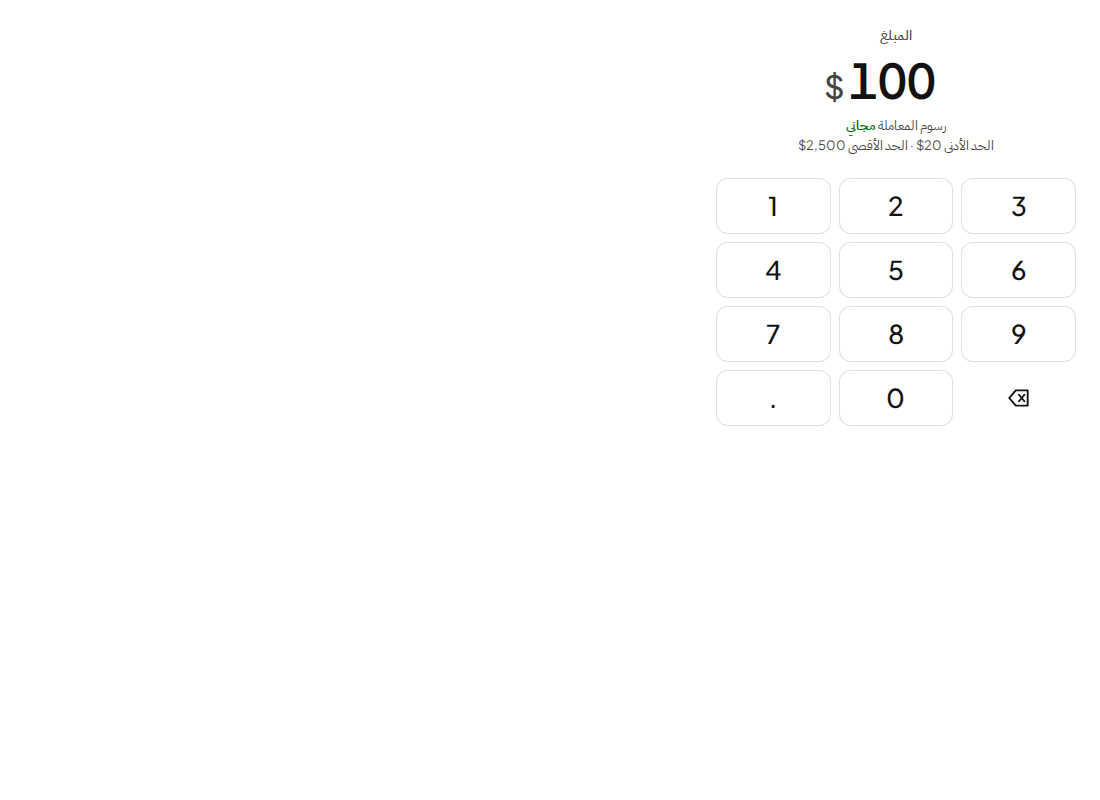 المبلغ
$100
رسوم المعاملة مجاني
الحد الأدنى 20$ · الحد الأقصى 2,500$
1 2 3
4 5 6
7 8 9
. 0